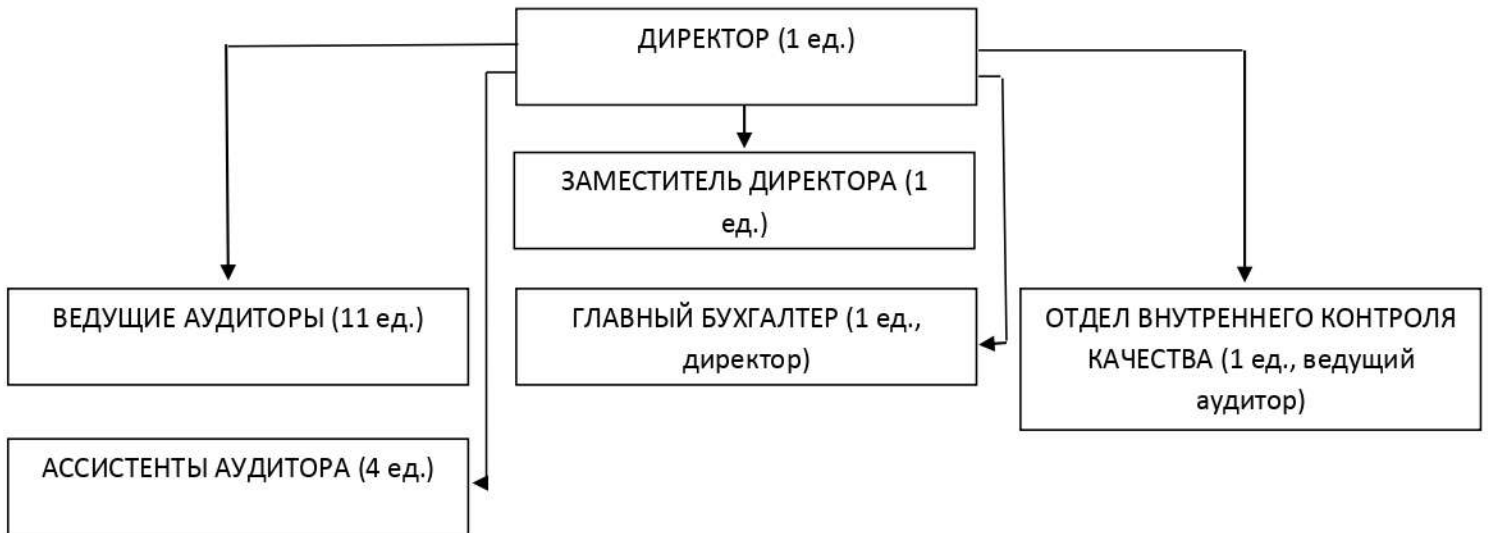 ДИРЕКТОР (1 ед.)
ЗАМЕСТИТЕЛЬ ДИРЕКТОРА (1
ед.)
ВЕДУЩИЕ АУДИТОРЫ (11 ед.)
ГЛАВНЫЙ БУХГАЛТЕР (1 ед.,
директор)
ОТДЕЛ ВНУТРЕННЕГО КОНТРОЛЯ
КАЧЕСТВА (1 ед., ведущий
аудитор)
АССИСТЕНТЫ АУДИТОРА (4 ед.)